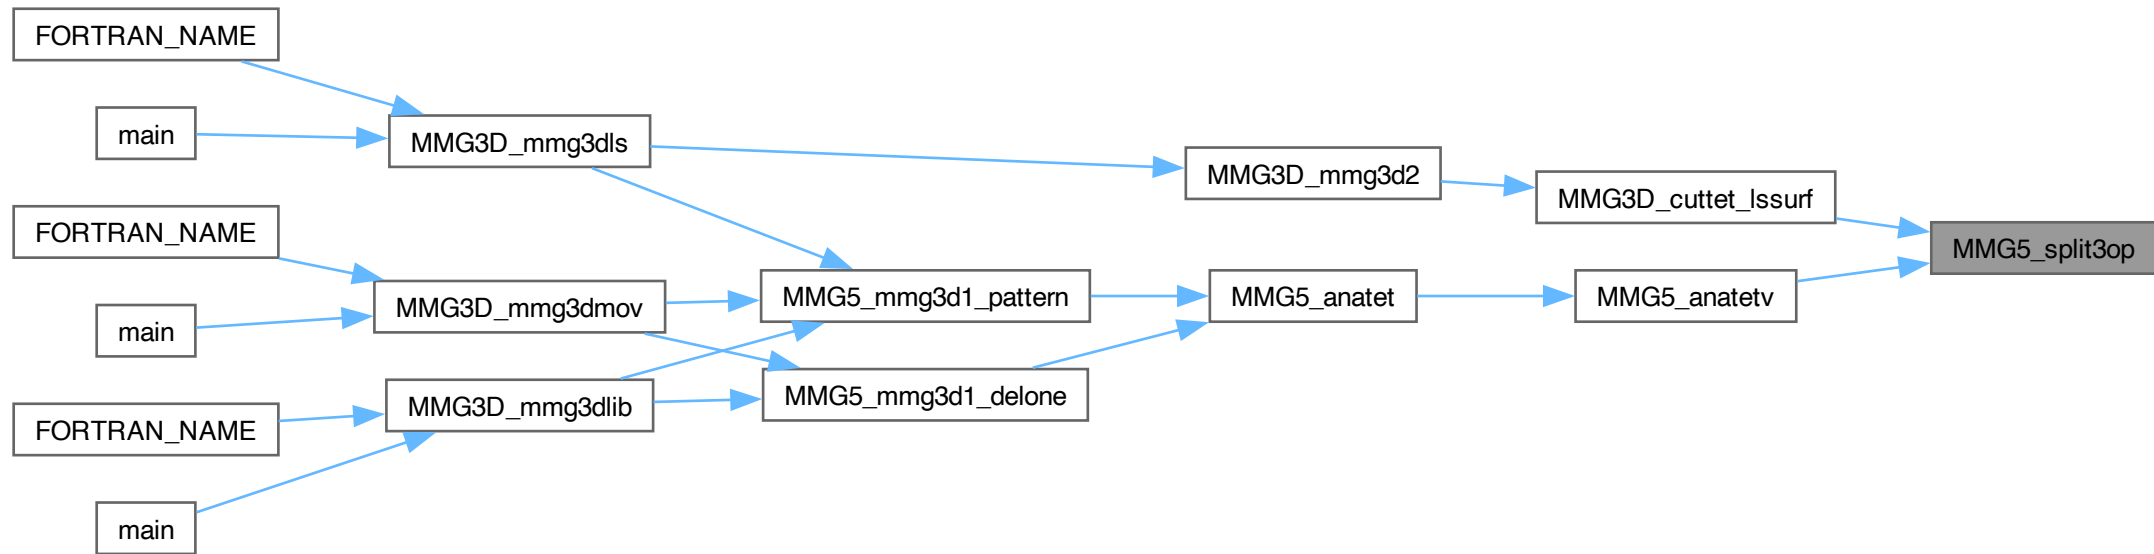 FORTRAN_NAME
main
MMG3D_mmg3dls
MMG3D_mmg3d2
MMG3D_cuttet_lssurf
FORTRAN_NAME
MMG5_split3op
main
MMG3D_mmg3dmov
MMG5_mmg3d1_pattern
MMG5_anatet
MMG5_anatetv
FORTRAN_NAME
MMG3D_mmg3dlib
MMG5_mmg3d1_delone
main